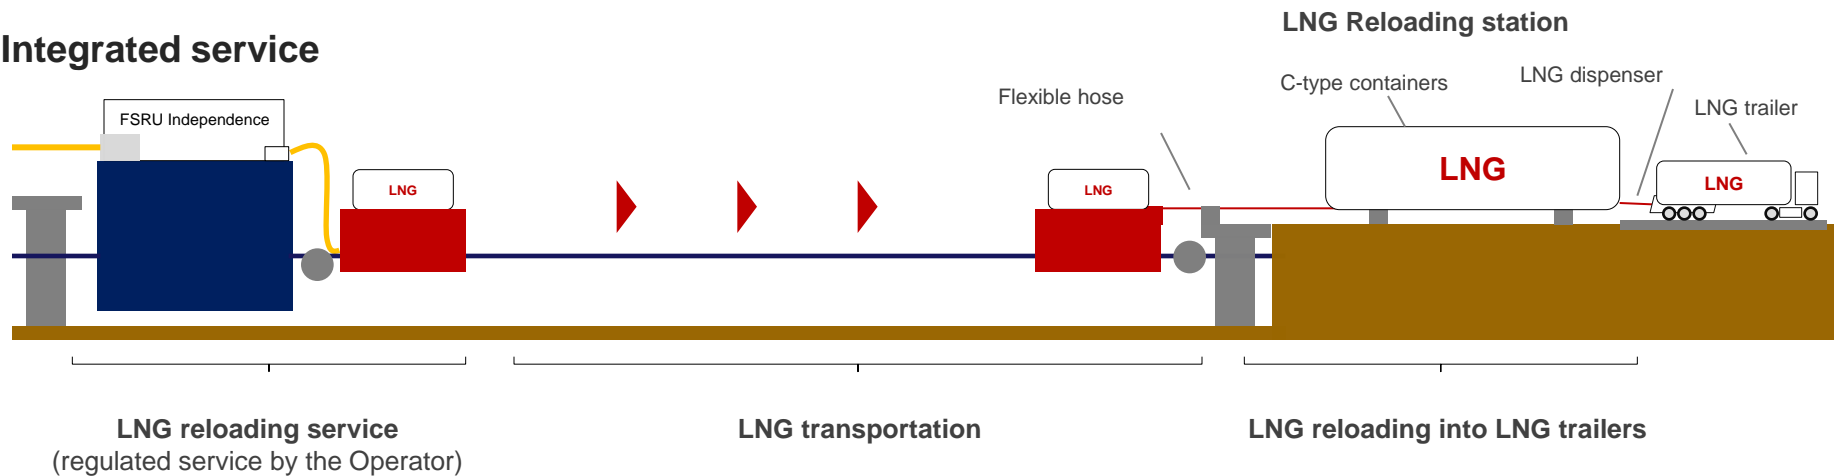 LNG Reloading station
Integrated service
Flexible hose
C-type containers
LNG dispenser
LNG trailer
FSRU Independence
LNG
LNG
LNG
LNG
LNG reloading service
(regulated service by the Operator)
LNG transportation
LNG reloading into LNG trailers